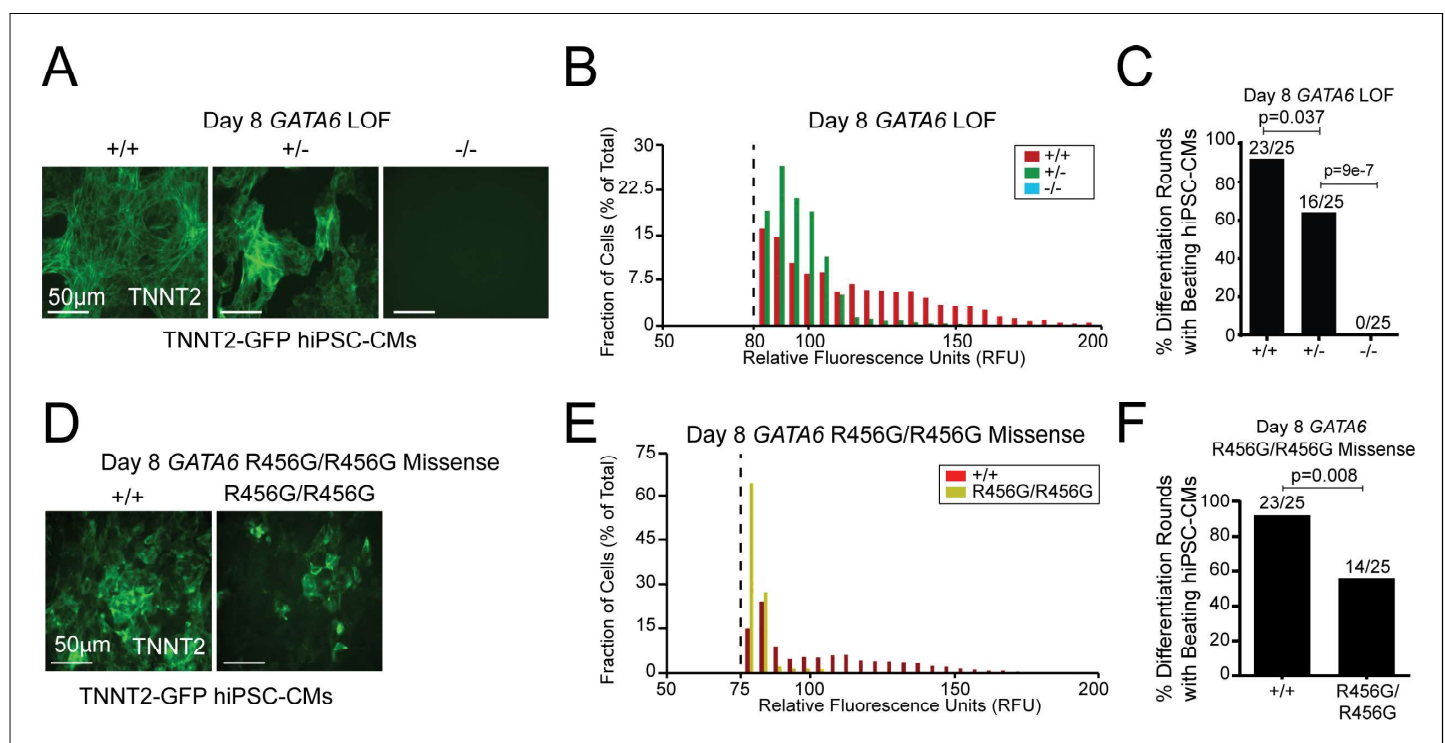 A
Day 8 GATA6 LOF
+/+ +/- -/-
50µm TNNT2
TNNT2-GFP hiPSC-CMs
B
Day 8 GATA6 LOF
Fraction of Cells (% of Total)
30
22.5
15
7.5
0
+/+
+/-
-/-
50 80 100 150 200
Relative Fluorescence Units (RFU)
C
Day 8 GATA6 LOF
p=0.037
p=9e-7
% Differentiation Rounds
with Beating hiPSC-CMs
100
80
60
40
20
0
23/25
16/25
0/25
+/+ +/- -/-
D
Day 8 GATA6 R456G/R456G Missense
+/+ R456G/R456G
50µm TNNT2
TNNT2-GFP hiPSC-CMs
E
Day 8 GATA6 R456G/R456G Missense
Fraction of Cells (% of Total)
75
60
45
30
15
0
+/+
R456G/R456G
50 75 100 150 200
Relative Fluorescence Units (RFU)
F
Day 8 GATA6
R456G/R456G Missense
p=0.008
% Differentiation Rounds
with Beating hiPSC-CMs
100
80
60
40
80
100
0
23/25
14/25
+/+ R456G/
R456G